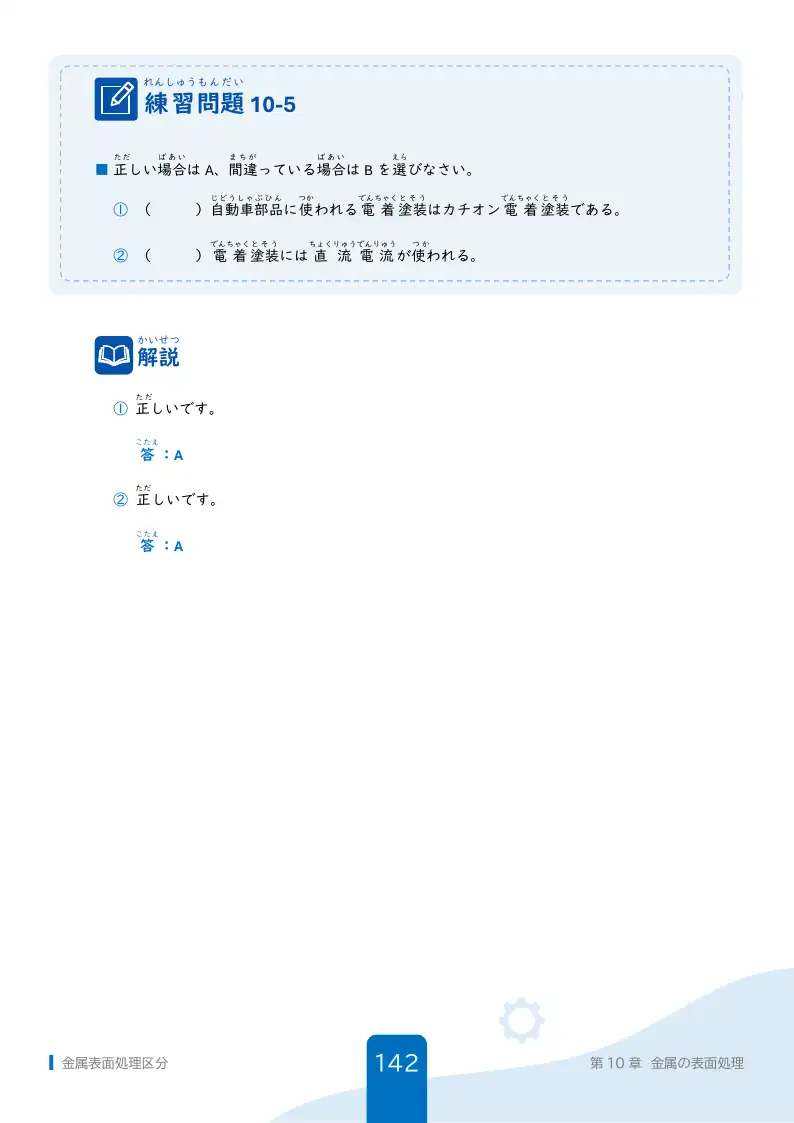 れんしゅうもんだい
練習問題 10-5
ただ ばあい まちが ばあい えら
■ 正しい場合は A、間違っている場合は B を選びなさい。
じどうしゃぶひん つか でんちゃくとそう でんちゃくとそう
① （　　）自動車部品に使われる電着塗装はカチオン電着塗装である。
でんちゃくとそう ちょくりゅうでんりゅう つか
② （　　）電着塗装には直流電流が使われる。
かいせつ
解説
ただ
① 正しいです。
こたえ
答：A
ただ
② 正しいです。
こたえ
答：A
金属表面処理区分
142
第 10 章 金属の表面処理